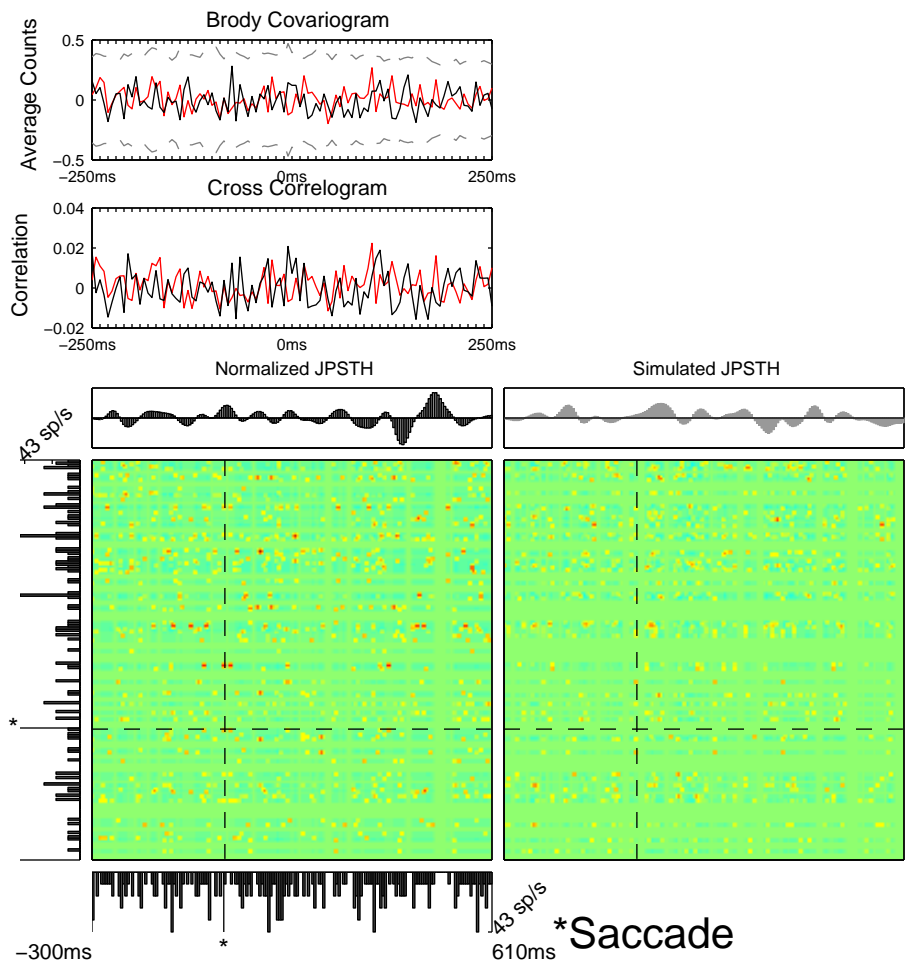 Brody Covariogram
Average Counts
0.5
0
−0.5
−250ms 0ms 250ms
Cross Correlogram
Correlation
0.04
0.02
0
−0.02
−250ms 0ms 250ms
Normalized JPSTH
Simulated JPSTH
43 sp/s
*
*
43 sp/s
−300ms
610ms
*Saccade